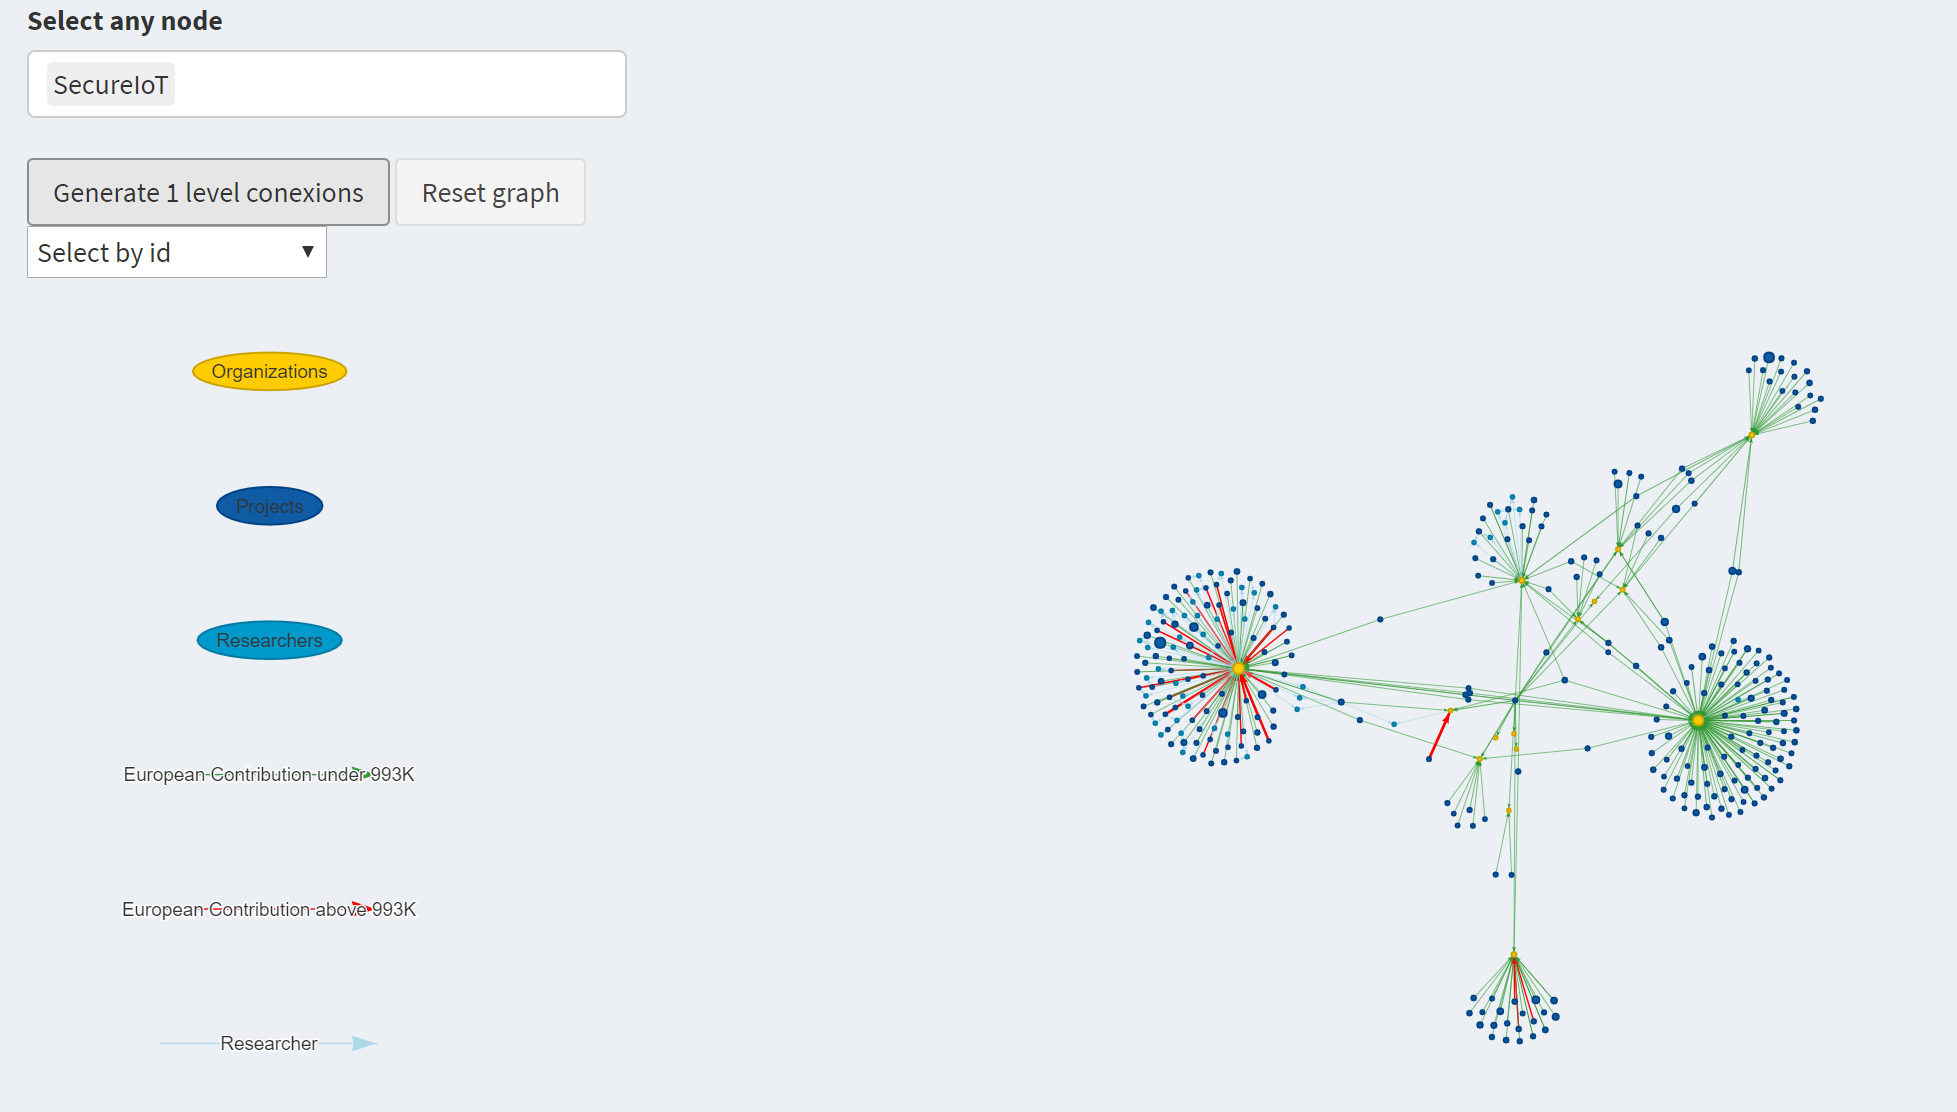 Select any node
SecureIoT
Generate 1 level conexions
Reset graph
Select by id
Organizations
Projects
Researchers
European Contribution under 993K
European Contribution above 993K
Researcher